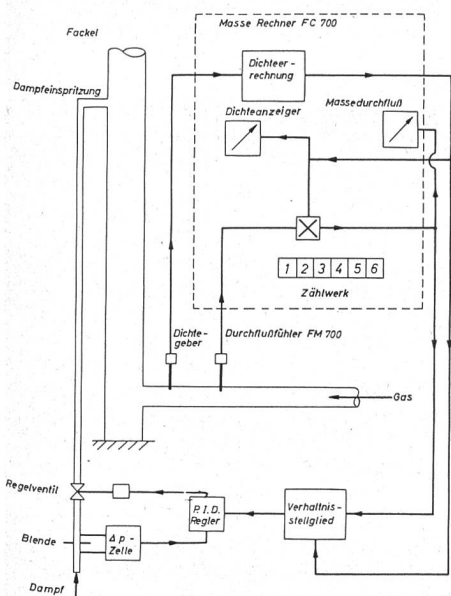 Masse Rechner FC 700
Fackel
Dichteer-
rechnung
Dampfeinspritzung
Dichteanzeiger
Massedurchfluß
1 2 3 4 5 6
Zählwerk
Dichte-
geber
Durchflußfühler FM 700
Gas
Regelventil
P.I.D.
Regler
Verhältnis-
stellglied
Blende
Δp-
Zelle
Dampf